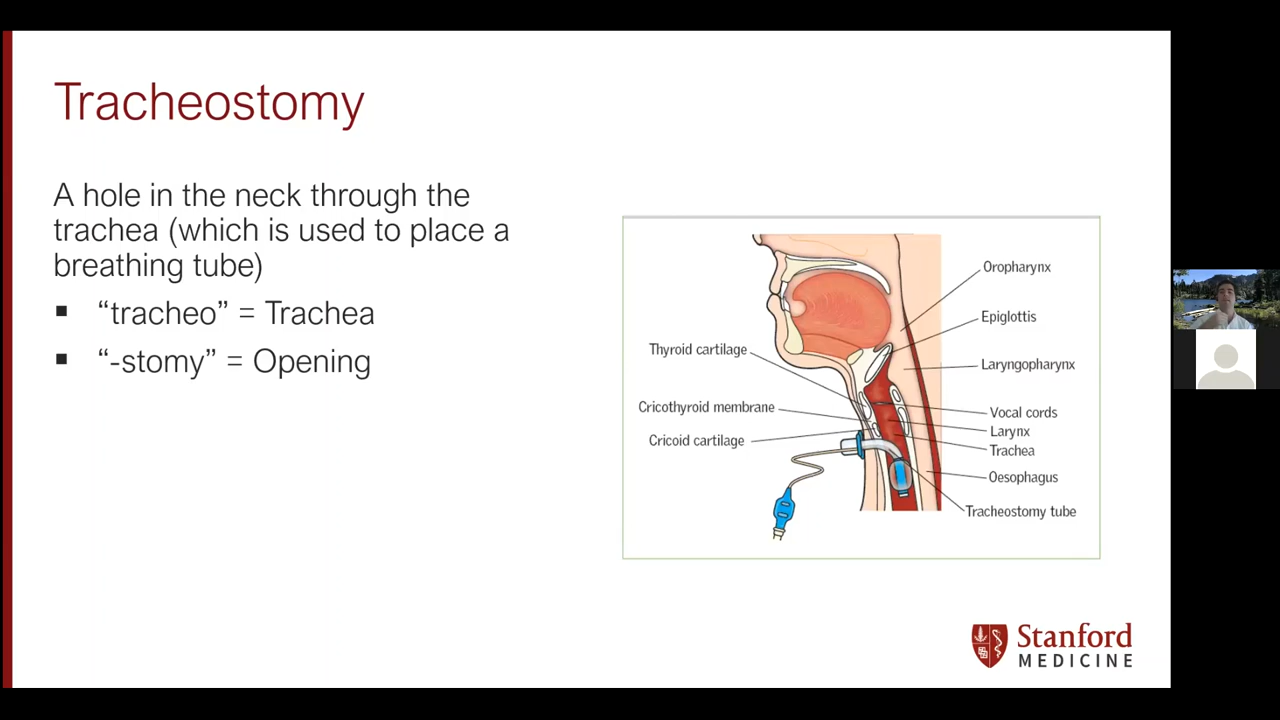 Tracheostomy
A hole in the neck through the
trachea (which is used to place a
breathing tube)
▪ “tracheo” = Trachea
▪ “-stomy” = Opening
Oropharynx
Epiglottis
Thyroid cartilage
Laryngopharynx
Cricothyroid membrane
Vocal cords
Larynx
Cricoid cartilage
Trachea
Oesophagus
Tracheostomy tube
Stanford
MEDICINE